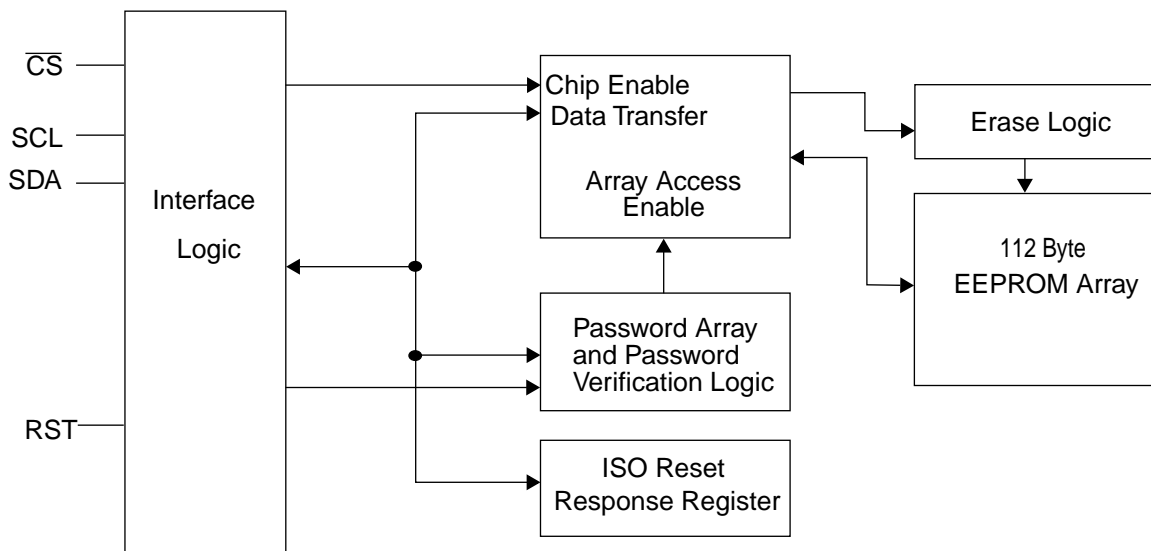 C̅S̅
SCL
SDA
RST
Interface
Logic
Chip Enable
Data Transfer
Array Access
Enable
Password Array
and Password
Verification Logic
ISO Reset
Response Register
Erase Logic
112 Byte
EEPROM Array